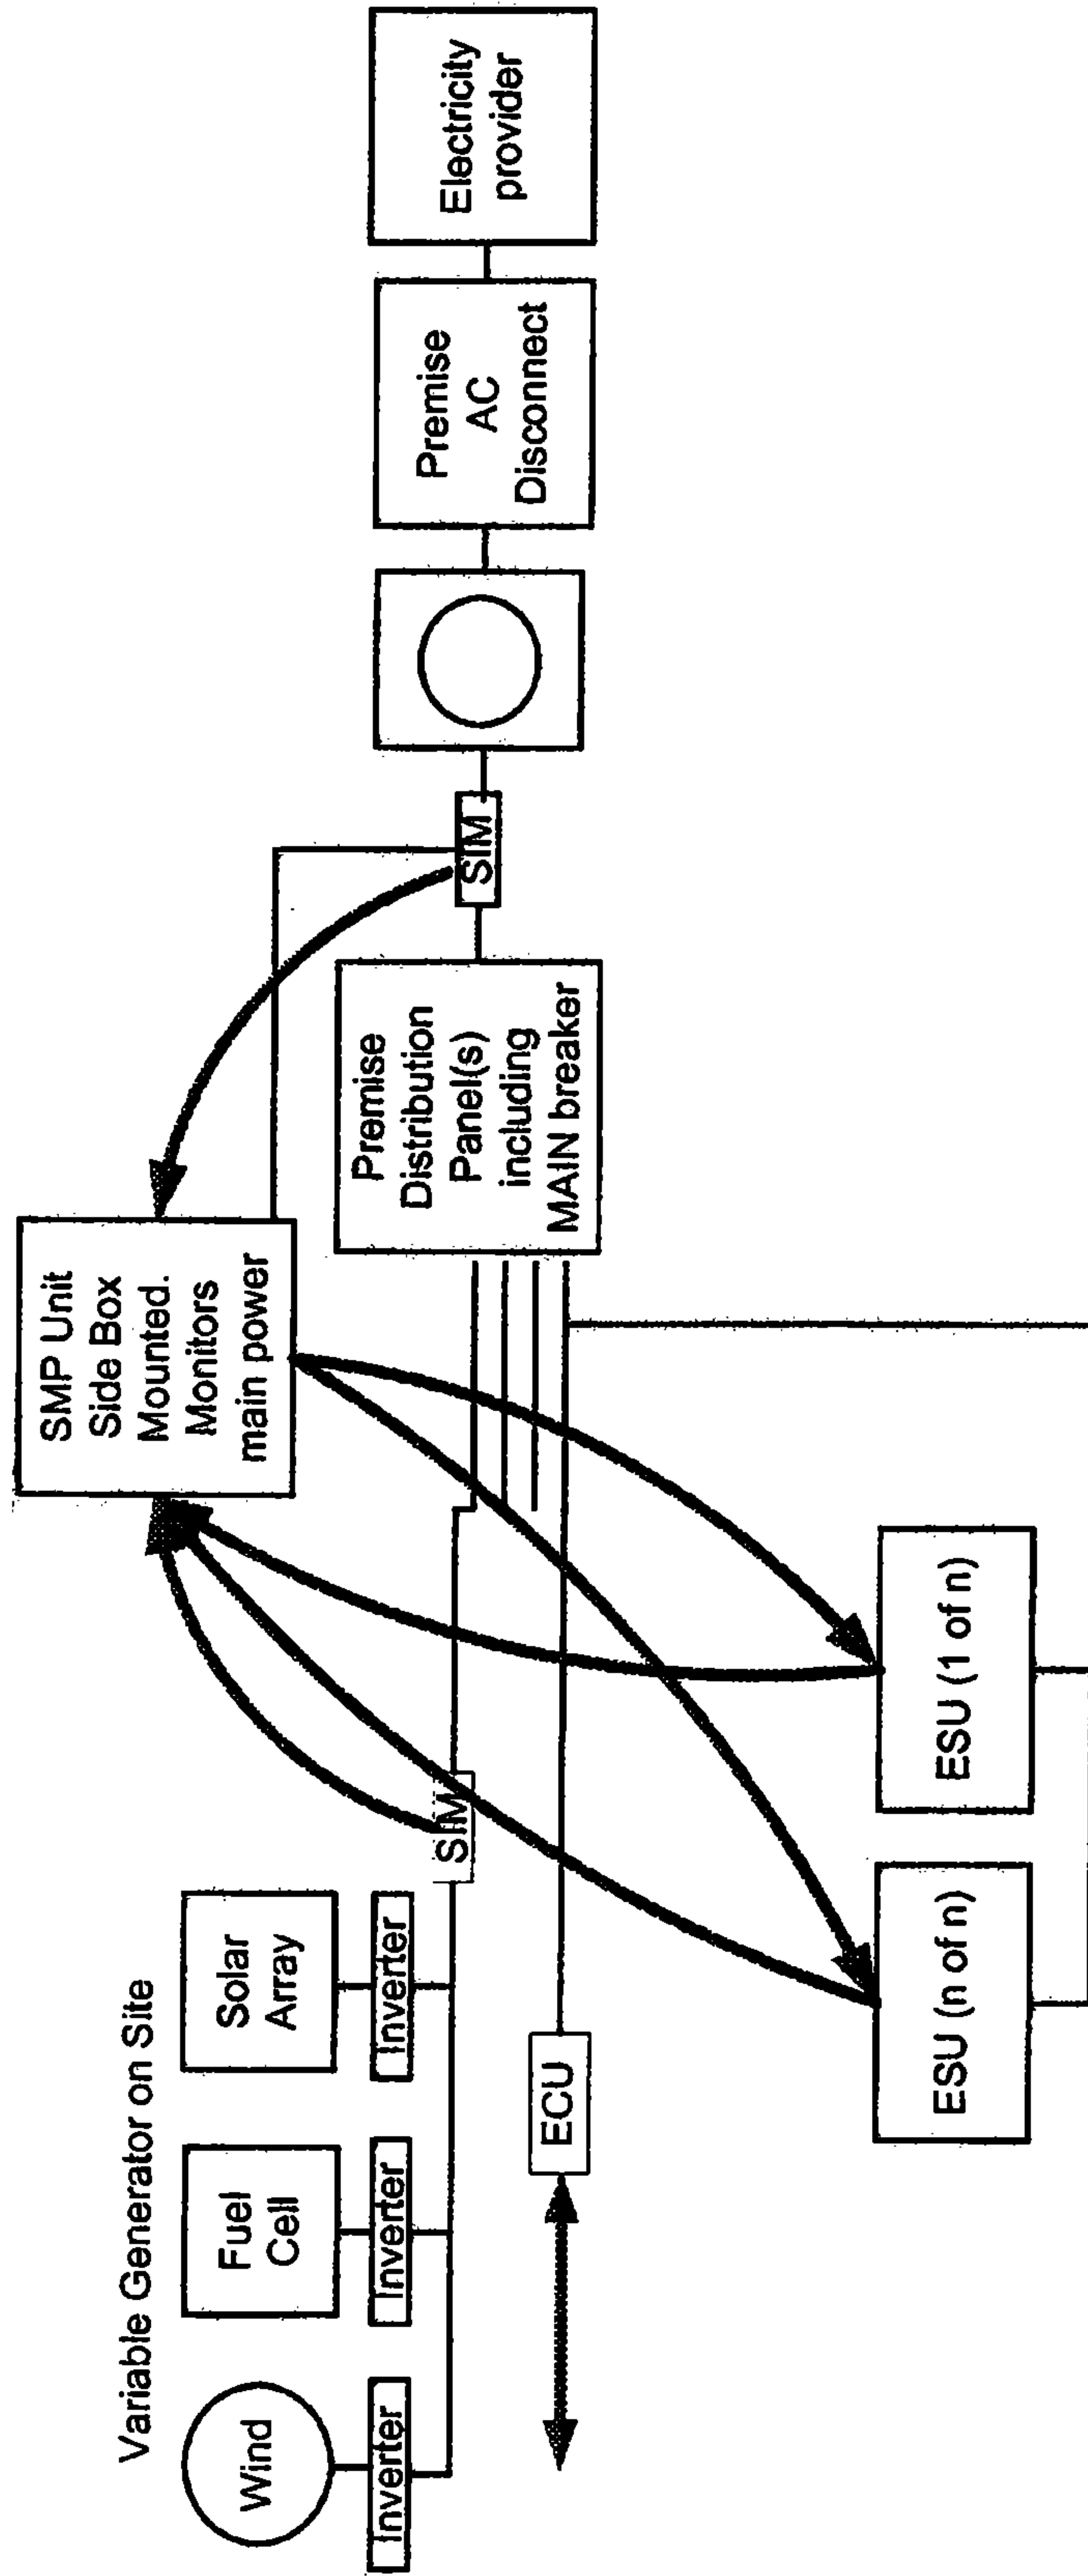 Variable Generator on Site
Wind
Fuel
Cell
Solar
Array
Inverter
Inverter
Inverter
SIM
ECU
SMP Unit
Side Box
Mounted.
Monitors
main power
Premise
Distribution
Panel(s)
including
MAIN breaker
SIM
Premise
AC
Disconnect
Electricity
provider
ESU (n of n)
ESU (1 of n)